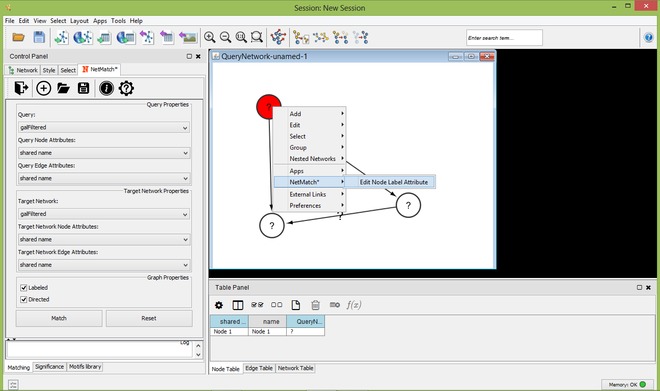 Session: New Session
File Edit View Select Layout Apps Tools Help
Enter search term...
Control Panel
Network Style Select NetMatch*
Query Properties
Query:
galFiltered
Query Node Attributes:
shared name
Query Edge Attributes:
shared name
Target Network Properties
Target Network:
galFiltered
Target Network Node Attributes:
shared name
Target Network Edge Attributes:
shared name
Graph Properties
Labeled
Directed
Match Reset
Log
Matching Significance Motifs library
QueryNetwork-unamed-1
?
Add
Edit
Select
Group
Nested Networks
Apps
NetMatch*
Edit Node Label Attribute
External Links
Preferences
?
?
?
Table Panel
f(x)
shared ... name QueryN...
Node 1 Node 1 ?
Node Table Edge Table Network Table
Memory: OK